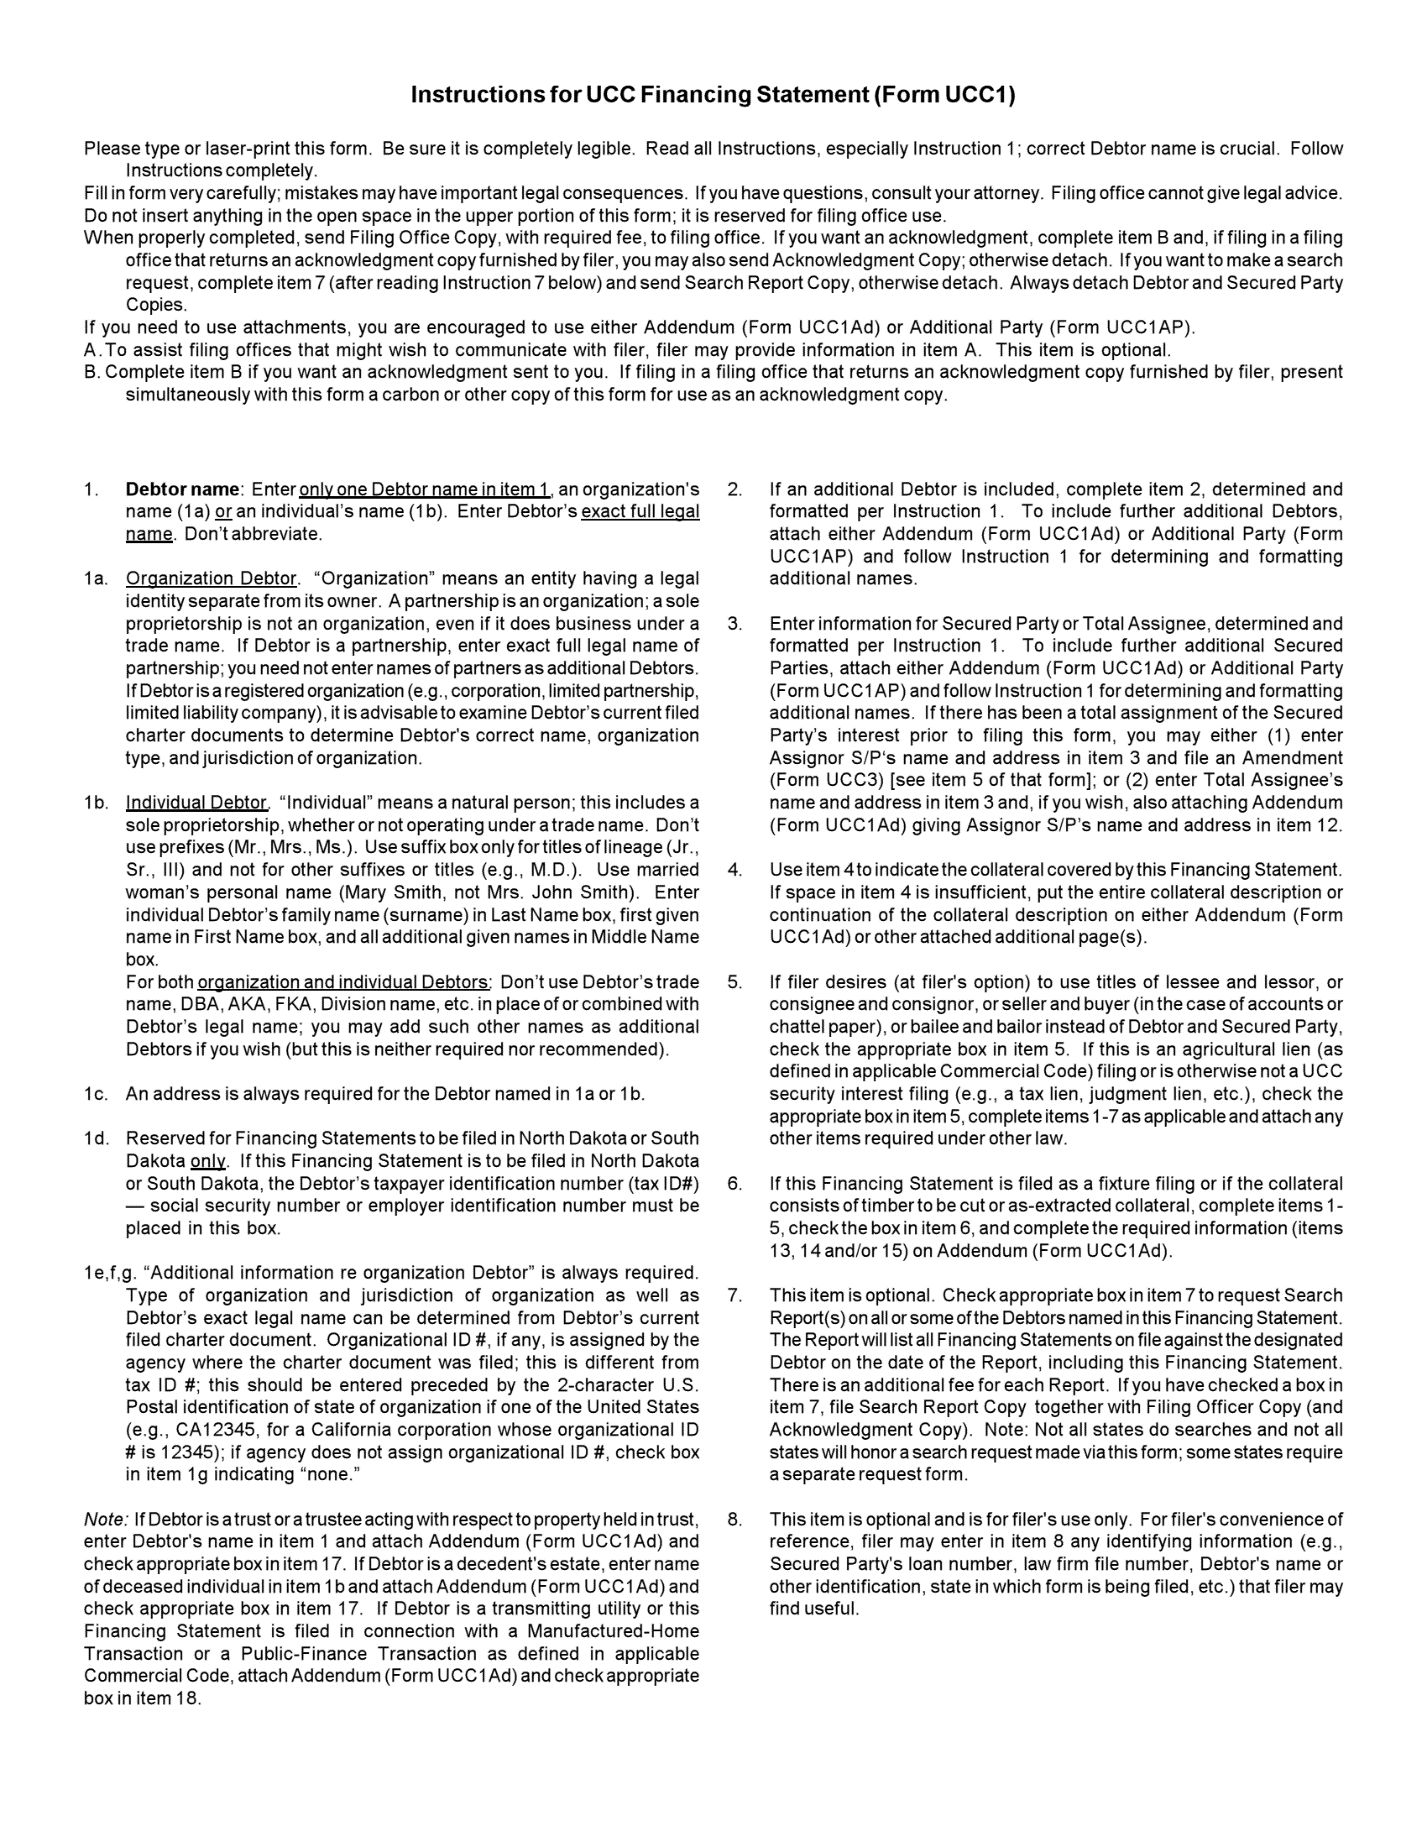 Instructions for UCC Financing Statement (Form UCC1)
Please type or laser-print this form. Be sure it is completely legible. Read all Instructions, especially Instruction 1; correct Debtor name is crucial. Follow
Instructions completely.
Fill in form very carefully; mistakes may have important legal consequences. If you have questions, consult your attorney. Filing office cannot give legal advice.
Do not insert anything in the open space in the upper portion of this form; it is reserved for filing office use.
When properly completed, send Filing Office Copy, with required fee, to filing office. If you want an acknowledgment, complete item B and, if filing in a filing
office that returns an acknowledgment copy furnished by filer, you may also send Acknowledgment Copy; otherwise detach. If you want to make a search
request, complete item 7 (after reading Instruction 7 below) and send Search Report Copy, otherwise detach. Always detach Debtor and Secured Party
Copies.
If you need to use attachments, you are encouraged to use either Addendum (Form UCC1Ad) or Additional Party (Form UCC1AP).
A. To assist filing offices that might wish to communicate with filer, filer may provide information in item A. This item is optional.
B. Complete item B if you want an acknowledgment sent to you. If filing in a filing office that returns an acknowledgment copy furnished by filer, present
simultaneously with this form a carbon or other copy of this form for use as an acknowledgment copy.
1. Debtor name: Enter only one Debtor name in item 1, an organization's
name (1a) or an individual's name (1b). Enter Debtor's exact full legal
name. Don't abbreviate.
1a. Organization Debtor. “Organization” means an entity having a legal
identity separate from its owner. A partnership is an organization; a sole
proprietorship is not an organization, even if it does business under a
trade name. If Debtor is a partnership, enter exact full legal name of
partnership; you need not enter names of partners as additional Debtors.
If Debtor is a registered organization (e.g., corporation, limited partnership,
limited liability company), it is advisable to examine Debtor's current filed
charter documents to determine Debtor's correct name, organization
type, and jurisdiction of organization.
1b. Individual Debtor. “Individual” means a natural person; this includes a
sole proprietorship, whether or not operating under a trade name. Don't
use prefixes (Mr., Mrs., Ms.). Use suffix box only for titles of lineage (Jr.,
Sr., III) and not for other suffixes or titles (e.g., M.D.). Use married
woman's personal name (Mary Smith, not Mrs. John Smith). Enter
individual Debtor's family name (surname) in Last Name box, first given
name in First Name box, and all additional given names in Middle Name
box.
For both organization and individual Debtors: Don't use Debtor's trade
name, DBA, AKA, FKA, Division name, etc. in place of or combined with
Debtor's legal name; you may add such other names as additional
Debtors if you wish (but this is neither required nor recommended).
1c. An address is always required for the Debtor named in 1a or 1b.
1d. Reserved for Financing Statements to be filed in North Dakota or South
Dakota only. If this Financing Statement is to be filed in North Dakota
or South Dakota, the Debtor's taxpayer identification number (tax ID#)
— social security number or employer identification number must be
placed in this box.
1e,f,g. “Additional information re organization Debtor” is always required.
Type of organization and jurisdiction of organization as well as
Debtor's exact legal name can be determined from Debtor's current
filed charter document. Organizational ID #, if any, is assigned by the
agency where the charter document was filed; this is different from
tax ID #; this should be entered preceded by the 2-character U.S.
Postal identification of state of organization if one of the United States
(e.g., CA12345, for a California corporation whose organizational ID
# is 12345); if agency does not assign organizational ID #, check box
in item 1g indicating “none.”
Note: If Debtor is a trust or a trustee acting with respect to property held in trust,
enter Debtor's name in item 1 and attach Addendum (Form UCC1Ad) and
check appropriate box in item 17. If Debtor is a decedent's estate, enter name
of deceased individual in item 1b and attach Addendum (Form UCC1Ad) and
check appropriate box in item 17. If Debtor is a transmitting utility or this
Financing Statement is filed in connection with a Manufactured-Home
Transaction or a Public-Finance Transaction as defined in applicable
Commercial Code, attach Addendum (Form UCC1Ad) and check appropriate
box in item 18.
2. If an additional Debtor is included, complete item 2, determined and
formatted per Instruction 1. To include further additional Debtors,
attach either Addendum (Form UCC1Ad) or Additional Party (Form
UCC1AP) and follow Instruction 1 for determining and formatting
additional names.
3. Enter information for Secured Party or Total Assignee, determined and
formatted per Instruction 1. To include further additional Secured
Parties, attach either Addendum (Form UCC1Ad) or Additional Party
(Form UCC1AP) and follow Instruction 1 for determining and formatting
additional names. If there has been a total assignment of the Secured
Party's interest prior to filing this form, you may either (1) enter
Assignor S/P‘s name and address in item 3 and file an Amendment
(Form UCC3) [see item 5 of that form]; or (2) enter Total Assignee's
name and address in item 3 and, if you wish, also attaching Addendum
(Form UCC1Ad) giving Assignor S/P's name and address in item 12.
4. Use item 4 to indicate the collateral covered by this Financing Statement.
If space in item 4 is insufficient, put the entire collateral description or
continuation of the collateral description on either Addendum (Form
UCC1Ad) or other attached additional page(s).
5. If filer desires (at filer's option) to use titles of lessee and lessor, or
consignee and consignor, or seller and buyer (in the case of accounts or
chattel paper), or bailee and bailor instead of Debtor and Secured Party,
check the appropriate box in item 5. If this is an agricultural lien (as
defined in applicable Commercial Code) filing or is otherwise not a UCC
security interest filing (e.g., a tax lien, judgment lien, etc.), check the
appropriate box in item 5, complete items 1-7 as applicable and attach any
other items required under other law.
6. If this Financing Statement is filed as a fixture filing or if the collateral
consists of timber to be cut or as-extracted collateral, complete items 1-
5, check the box in item 6, and complete the required information (items
13, 14 and/or 15) on Addendum (Form UCC1Ad).
7. This item is optional. Check appropriate box in item 7 to request Search
Report(s) on all or some of the Debtors named in this Financing Statement.
The Report will list all Financing Statements on file against the designated
Debtor on the date of the Report, including this Financing Statement.
There is an additional fee for each Report. If you have checked a box in
item 7, file Search Report Copy together with Filing Officer Copy (and
Acknowledgment Copy). Note: Not all states do searches and not all
states will honor a search request made via this form; some states require
a separate request form.
8. This item is optional and is for filer's use only. For filer's convenience of
reference, filer may enter in item 8 any identifying information (e.g.,
Secured Party's loan number, law firm file number, Debtor's name or
other identification, state in which form is being filed, etc.) that filer may
find useful.